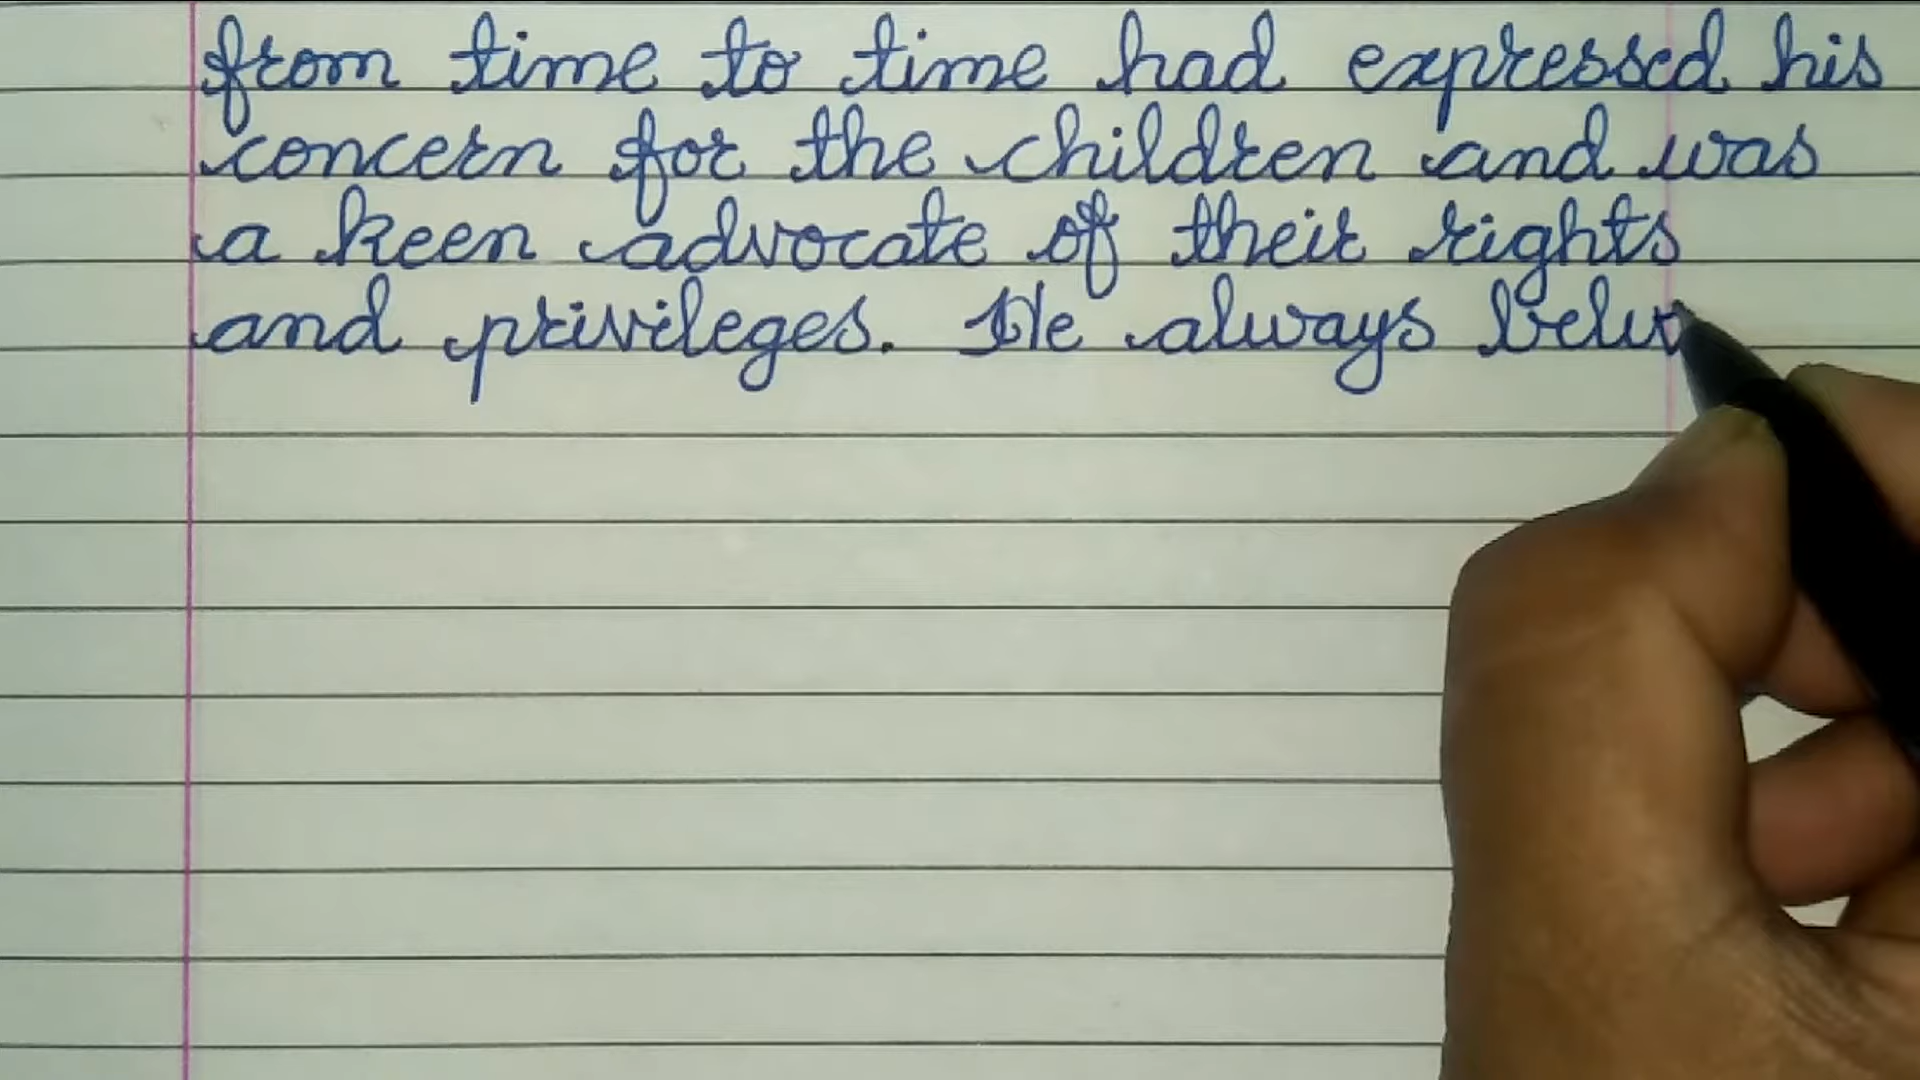 from time to time had expressed his
concern for the children and was
a keen advocate of their rights
and privileges. He always